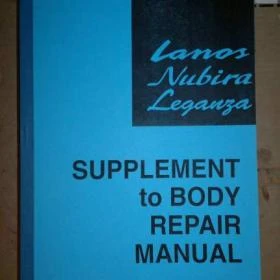 Lanos
Nubira
Leganza
SUPPLEMENT
to BODY
REPAIR
MANUAL